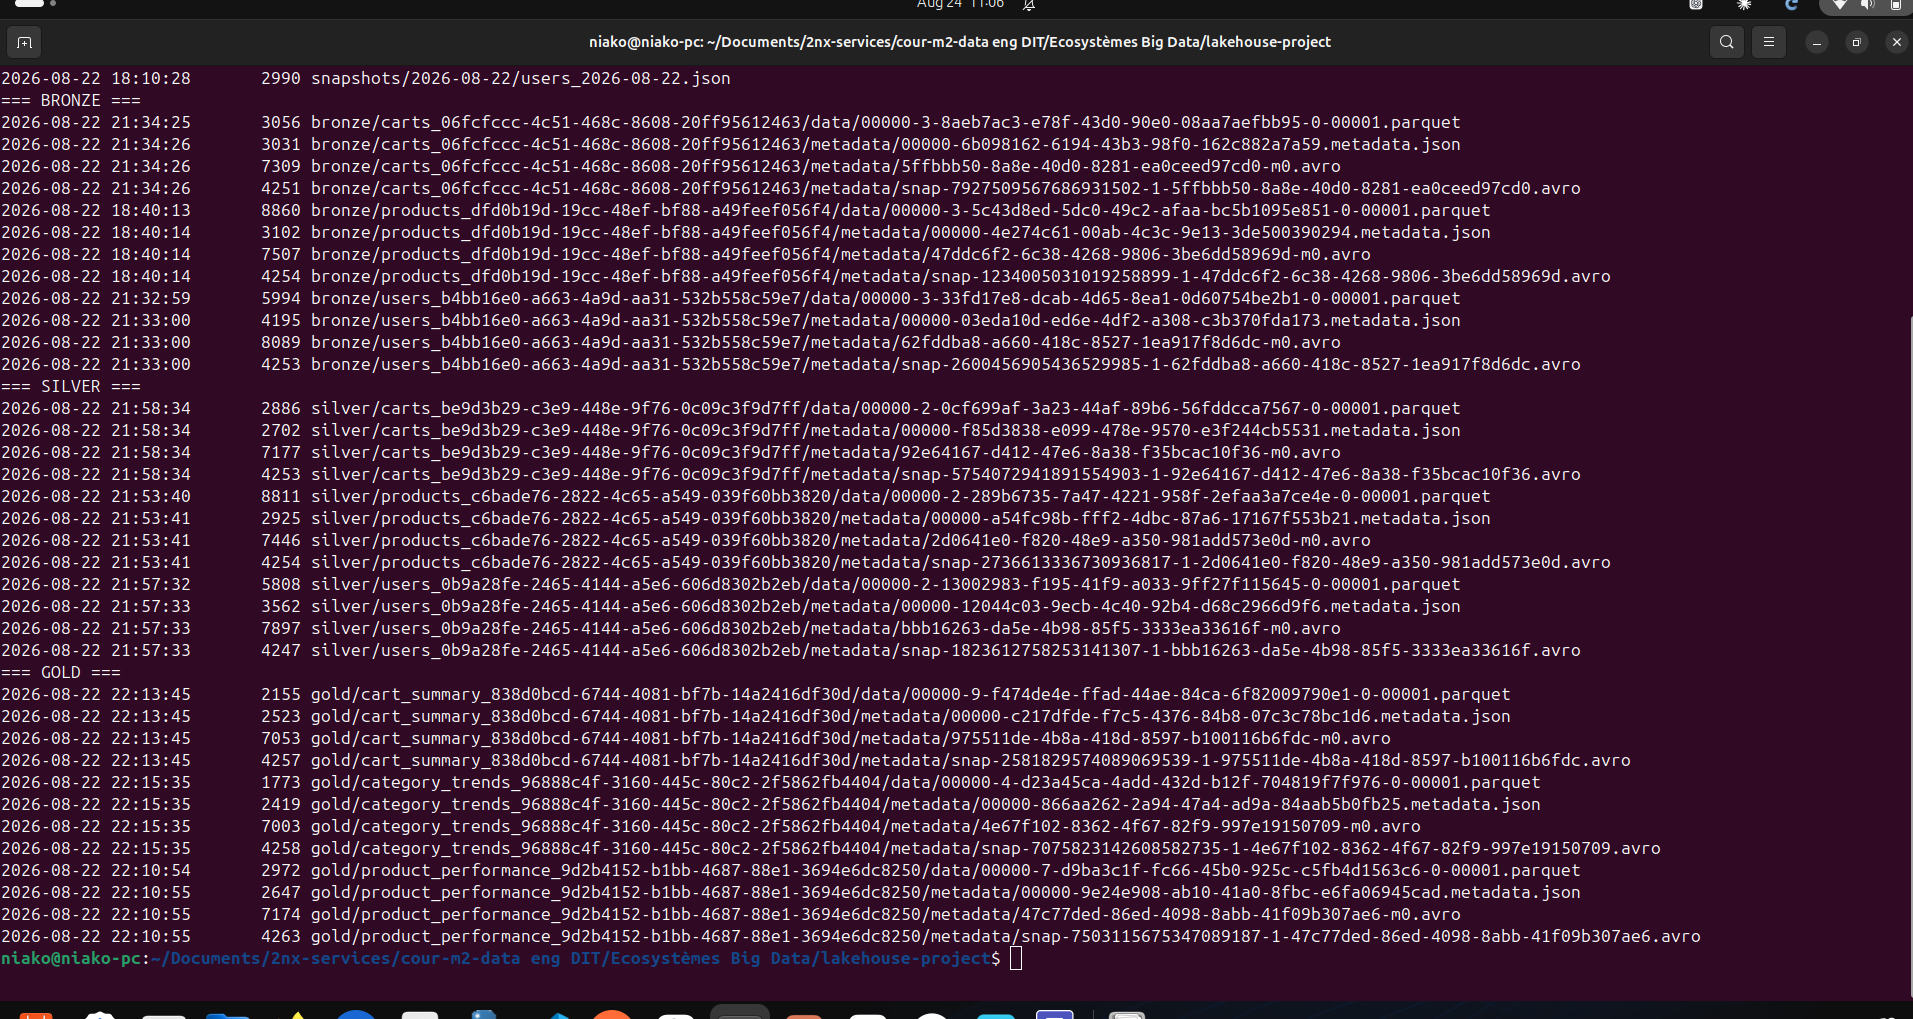 Aug 24 11:06
niako@niako-pc: ~/Documents/2nx-services/cour-m2-data eng DIT/Ecosystèmes Big Data/lakehouse-project
2026-08-22 18:10:28 2990 snapshots/2026-08-22/users_2026-08-22.json
=== BRONZE ===
2026-08-22 21:34:25 3056 bronze/carts_06fcfccc-4c51-468c-8608-20ff95612463/data/00000-3-8aeb7ac3-e78f-43d0-90e0-08aa7aefbb95-0-00001.parquet
2026-08-22 21:34:26 3031 bronze/carts_06fcfccc-4c51-468c-8608-20ff95612463/metadata/00000-6b098162-6194-43b3-98f0-162c882a7a59.metadata.json
2026-08-22 21:34:26 7309 bronze/carts_06fcfccc-4c51-468c-8608-20ff95612463/metadata/5ffbbb50-8a8e-40d0-8281-ea0ceed97cd0-m0.avro
2026-08-22 21:34:26 4251 bronze/carts_06fcfccc-4c51-468c-8608-20ff95612463/metadata/snap-7927509567686931502-1-5ffbbb50-8a8e-40d0-8281-ea0ceed97cd0.avro
2026-08-22 18:40:13 8860 bronze/products_dfd0b19d-19cc-48ef-bf88-a49feef056f4/data/00000-3-5c43d8ed-5dc0-49c2-afaa-bc5b1095e851-0-00001.parquet
2026-08-22 18:40:14 3102 bronze/products_dfd0b19d-19cc-48ef-bf88-a49feef056f4/metadata/00000-4e274c61-00ab-4c3c-9e13-3de500390294.metadata.json
2026-08-22 18:40:14 7507 bronze/products_dfd0b19d-19cc-48ef-bf88-a49feef056f4/metadata/47ddc6f2-6c38-4268-9806-3be6dd58969d-m0.avro
2026-08-22 18:40:14 4254 bronze/products_dfd0b19d-19cc-48ef-bf88-a49feef056f4/metadata/snap-1234005031019258899-1-47ddc6f2-6c38-4268-9806-3be6dd58969d.avro
2026-08-22 21:32:59 5994 bronze/users_b4bb16e0-a663-4a9d-aa31-532b558c59e7/data/00000-3-33fd17e8-dcab-4d65-8ea1-0d60754be2b1-0-00001.parquet
2026-08-22 21:33:00 4195 bronze/users_b4bb16e0-a663-4a9d-aa31-532b558c59e7/metadata/00000-03eda10d-ed6e-4df2-a308-c3b370fda173.metadata.json
2026-08-22 21:33:00 8089 bronze/users_b4bb16e0-a663-4a9d-aa31-532b558c59e7/metadata/62fddba8-a660-418c-8527-1ea917f8d6dc-m0.avro
2026-08-22 21:33:00 4253 bronze/users_b4bb16e0-a663-4a9d-aa31-532b558c59e7/metadata/snap-2600456905436529985-1-62fddba8-a660-418c-8527-1ea917f8d6dc.avro
=== SILVER ===
2026-08-22 21:58:34 2886 silver/carts_be9d3b29-c3e9-448e-9f76-0c09c3f9d7ff/data/00000-2-0cf699af-3a23-44af-89b6-56fddcca7567-0-00001.parquet
2026-08-22 21:58:34 2702 silver/carts_be9d3b29-c3e9-448e-9f76-0c09c3f9d7ff/metadata/00000-f85d3838-e099-478e-9570-e3f244cb5531.metadata.json
2026-08-22 21:58:34 7177 silver/carts_be9d3b29-c3e9-448e-9f76-0c09c3f9d7ff/metadata/92e64167-d412-47e6-8a38-f35bcac10f36-m0.avro
2026-08-22 21:58:34 4253 silver/carts_be9d3b29-c3e9-448e-9f76-0c09c3f9d7ff/metadata/snap-5754072941891554903-1-92e64167-d412-47e6-8a38-f35bcac10f36.avro
2026-08-22 21:53:40 8811 silver/products_c6bade76-2822-4c65-a549-039f60bb3820/data/00000-2-289b6735-7a47-4221-958f-2efaa3a7ce4e-0-00001.parquet
2026-08-22 21:53:41 2925 silver/products_c6bade76-2822-4c65-a549-039f60bb3820/metadata/00000-a54fc98b-fff2-4dbc-87a6-17167f553b21.metadata.json
2026-08-22 21:53:41 7446 silver/products_c6bade76-2822-4c65-a549-039f60bb3820/metadata/2d0641e0-f820-48e9-a350-981add573e0d-m0.avro
2026-08-22 21:53:41 4254 silver/products_c6bade76-2822-4c65-a549-039f60bb3820/metadata/snap-2736613336730936817-1-2d0641e0-f820-48e9-a350-981add573e0d.avro
2026-08-22 21:57:32 5808 silver/users_0b9a28fe-2465-4144-a5e6-606d8302b2eb/data/00000-2-13002983-f195-41f9-a033-9ff27f115645-0-00001.parquet
2026-08-22 21:57:33 3562 silver/users_0b9a28fe-2465-4144-a5e6-606d8302b2eb/metadata/00000-12044c03-9ecb-4c40-92b4-d68c2966d9f6.metadata.json
2026-08-22 21:57:33 7897 silver/users_0b9a28fe-2465-4144-a5e6-606d8302b2eb/metadata/bbb16263-da5e-4b98-85f5-3333ea33616f-m0.avro
2026-08-22 21:57:33 4247 silver/users_0b9a28fe-2465-4144-a5e6-606d8302b2eb/metadata/snap-1823612758253141307-1-bbb16263-da5e-4b98-85f5-3333ea33616f.avro
=== GOLD ===
2026-08-22 22:13:45 2155 gold/cart_summary_838d0bcd-6744-4081-bf7b-14a2416df30d/data/00000-9-f474de4e-ffad-44ae-84ca-6f82009790e1-0-00001.parquet
2026-08-22 22:13:45 2523 gold/cart_summary_838d0bcd-6744-4081-bf7b-14a2416df30d/metadata/00000-c217dfde-f7c5-4376-84b8-07c3c78bc1d6.metadata.json
2026-08-22 22:13:45 7053 gold/cart_summary_838d0bcd-6744-4081-bf7b-14a2416df30d/metadata/975511de-4b8a-418d-8597-b100116b6fdc-m0.avro
2026-08-22 22:13:45 4257 gold/cart_summary_838d0bcd-6744-4081-bf7b-14a2416df30d/metadata/snap-2581829574089069539-1-975511de-4b8a-418d-8597-b100116b6fdc.avro
2026-08-22 22:15:35 1773 gold/category_trends_96888c4f-3160-445c-80c2-2f5862fb4404/data/00000-4-d23a45ca-4add-432d-b12f-704819f7f976-0-00001.parquet
2026-08-22 22:15:35 2419 gold/category_trends_96888c4f-3160-445c-80c2-2f5862fb4404/metadata/00000-866aa262-2a94-47a4-ad9a-84aab5b0fb25.metadata.json
2026-08-22 22:15:35 7003 gold/category_trends_96888c4f-3160-445c-80c2-2f5862fb4404/metadata/4e67f102-8362-4f67-82f9-997e19150709-m0.avro
2026-08-22 22:15:35 4258 gold/category_trends_96888c4f-3160-445c-80c2-2f5862fb4404/metadata/snap-7075823142608582735-1-4e67f102-8362-4f67-82f9-997e19150709.avro
2026-08-22 22:10:54 2972 gold/product_performance_9d2b4152-b1bb-4687-88e1-3694e6dc8250/data/00000-7-d9ba3c1f-fc66-45b0-925c-c5fb4d1563c6-0-00001.parquet
2026-08-22 22:10:55 2647 gold/product_performance_9d2b4152-b1bb-4687-88e1-3694e6dc8250/metadata/00000-9e24e908-ab10-41a0-8fbc-e6fa06945cad.metadata.json
2026-08-22 22:10:55 7174 gold/product_performance_9d2b4152-b1bb-4687-88e1-3694e6dc8250/metadata/47c77ded-86ed-4098-8abb-41f09b307ae6-m0.avro
2026-08-22 22:10:55 4263 gold/product_performance_9d2b4152-b1bb-4687-88e1-3694e6dc8250/metadata/snap-7503115675347089187-1-47c77ded-86ed-4098-8abb-41f09b307ae6.avro
niako@niako-pc:~/Documents/2nx-services/cour-m2-data eng DIT/Ecosystèmes Big Data/lakehouse-project$